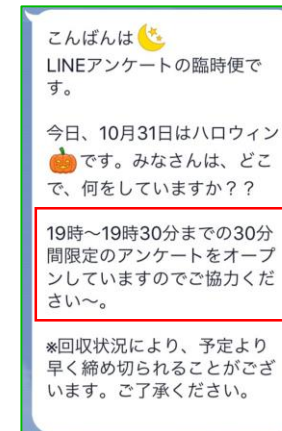 こんばんは🌜
LINEアンケートの臨時便で
す。
今日、10月31日はハロウィン
🎃です。みなさんは、どこ
で、何をしていますか？？
19時～19時30分までの30分
間限定のアンケートをオープ
ンしていますのでご協力くだ
さい～。
※回収状況により、予定より
早く締め切られることがござ
います。ご了承ください。